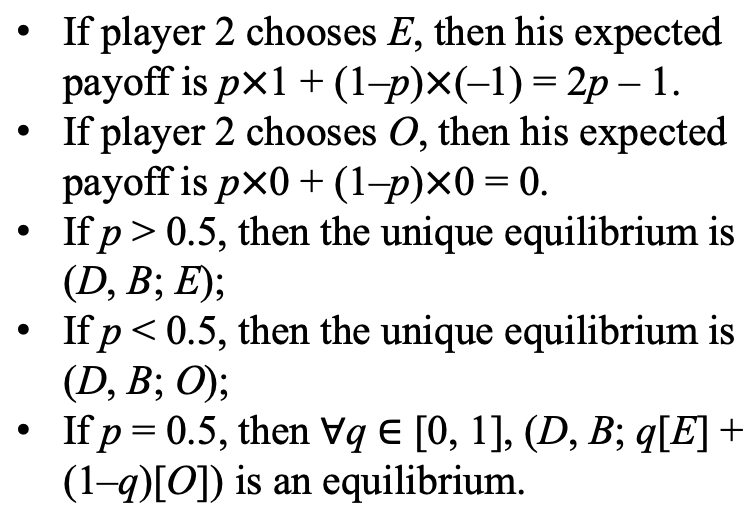 • If player 2 chooses E, then his expected
payoff is p×1 + (1–p)×(–1) = 2p – 1.
• If player 2 chooses O, then his expected
payoff is p×0 + (1–p)×0 = 0.
• If p > 0.5, then the unique equilibrium is
(D, B; E);
• If p < 0.5, then the unique equilibrium is
(D, B; O);
• If p = 0.5, then ∀q ∈ [0, 1], (D, B; q[E] +
(1–q)[O]) is an equilibrium.